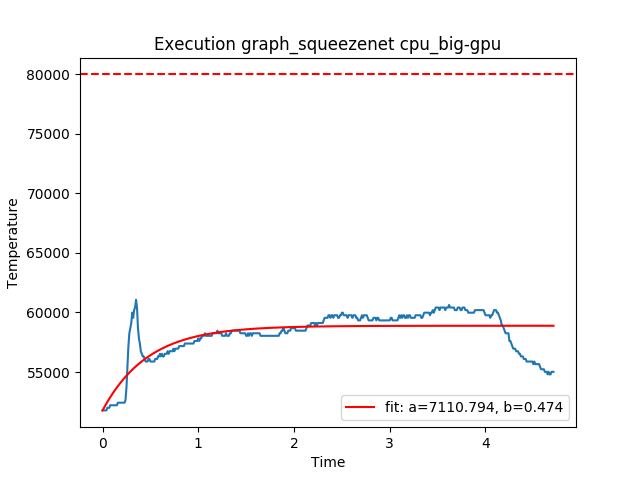 Execution graph_squeezenet cpu_big-gpu
80000
75000
70000
65000
60000
55000
Temperature
fit: a=7110.794, b=0.474
0 1 2 3 4
Time